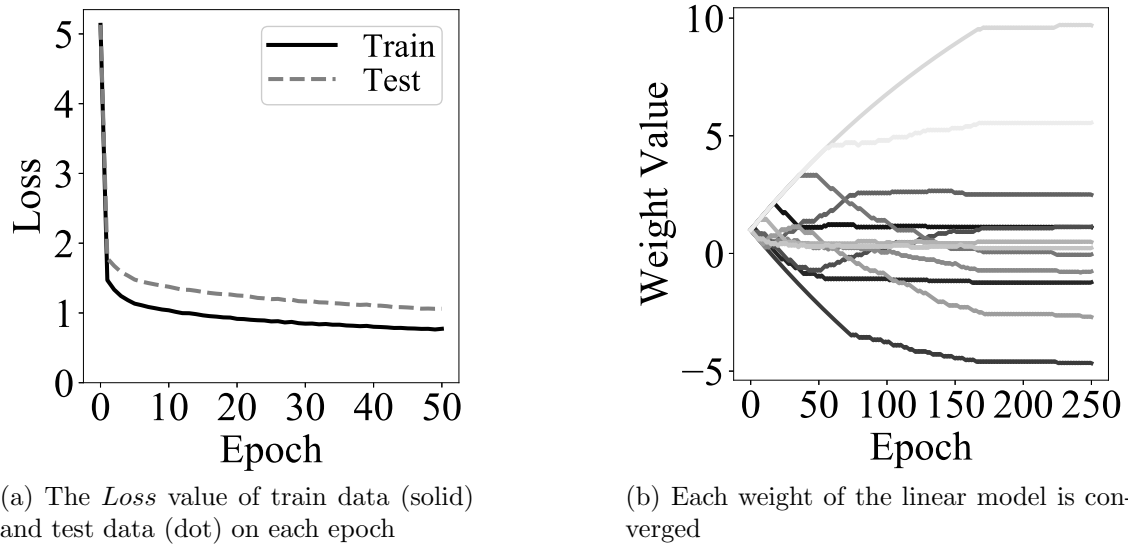 5
4
3
2
1
0
Loss
Train
Test
0 10 20 30 40 50
Epoch
(a) The Loss value of train data (solid)
and test data (dot) on each epoch
10
5
0
−5
Weight Value
0 50 100 150 200 250
Epoch
(b) Each weight of the linear model is con-
verged